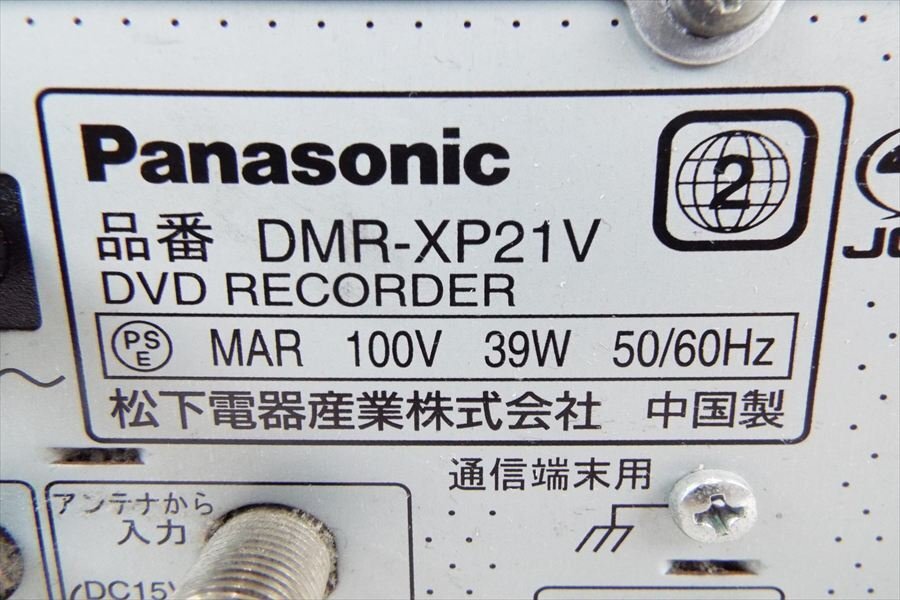 Panasonic
2
品番 DMR-XP21V
DVD RECORDER
PS E MAR 100V 39W 50/60Hz
松下電器産業株式会社 中国製
通信端末用
アンテナから
入力
(DC15V